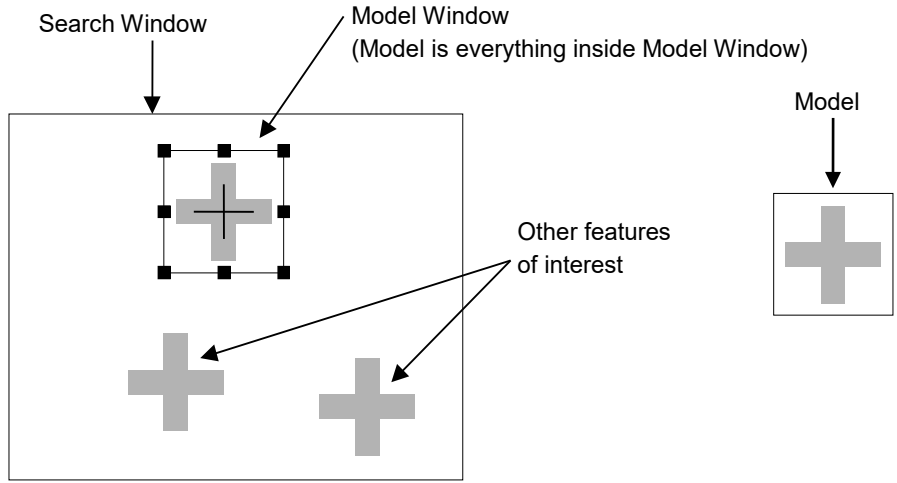 Search Window
Model Window
(Model is everything inside Model Window)
Model
Other features
of interest